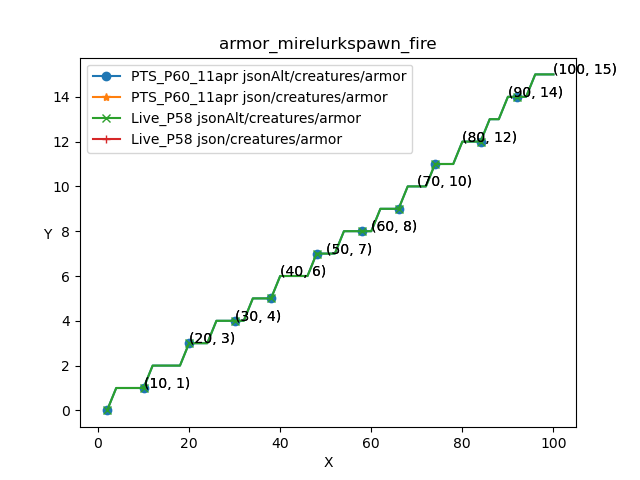 armor_mirelurkspawn_fire
PTS_P60_11apr jsonAlt/creatures/armor
PTS_P60_11apr json/creatures/armor
Live_P58 jsonAlt/creatures/armor
Live_P58 json/creatures/armor
(100, 15)
(90, 14)
(80, 12)
(70, 10)
(60, 8)
(50, 7)
(40, 6)
(30, 4)
(20, 3)
(10, 1)
Y
14
12
10
8
6
4
2
0
0 20 40 60 80 100
X